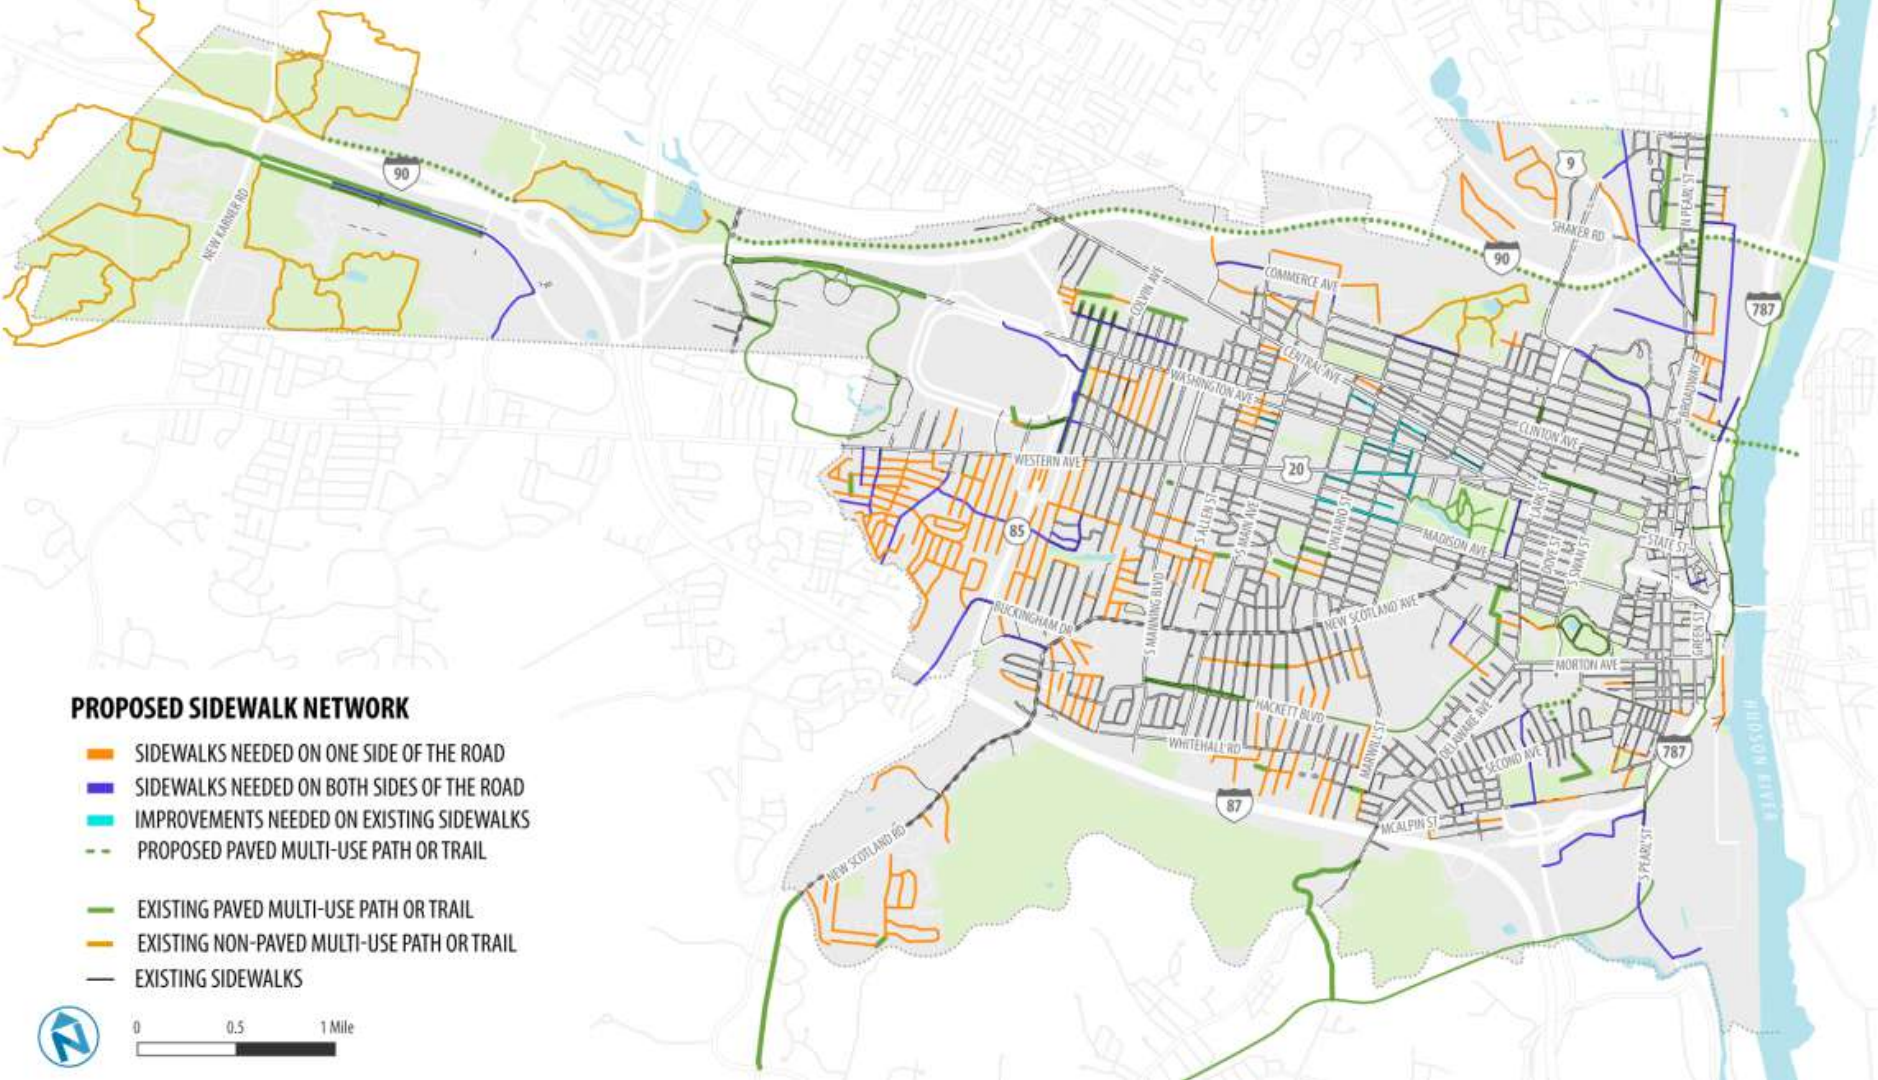 90
NEW KARNER RD
9
N PEARL ST
SHAKER RD
90
COMMERCE AVE
COLVIN AVE
787
CENTRAL AVE
WASHINGTON AVE
BROADWAY
CLINTON AVE
WESTERN AVE
20
85
S ALLEN ST
S MAIN AVE
ONTARIO ST
LARK ST
MADISON AVE
DOVE ST
S SWAN ST
STATE ST
BUCKINGHAM DR
S MANNING BLVD
NEW SCOTLAND AVE
GREEN ST
MORTON AVE
HACKETT BLVD
WHITEHALL RD
MARWILL ST
DELAWARE AVE
SECOND AVE
787
HUDSON RIVER
87
MCALPIN ST
NEW SCOTLAND RD
S PEARL ST
PROPOSED SIDEWALK NETWORK
SIDEWALKS NEEDED ON ONE SIDE OF THE ROAD
SIDEWALKS NEEDED ON BOTH SIDES OF THE ROAD
IMPROVEMENTS NEEDED ON EXISTING SIDEWALKS
PROPOSED PAVED MULTI-USE PATH OR TRAIL
EXISTING PAVED MULTI-USE PATH OR TRAIL
EXISTING NON-PAVED MULTI-USE PATH OR TRAIL
EXISTING SIDEWALKS
N
0 0.5 1 Mile